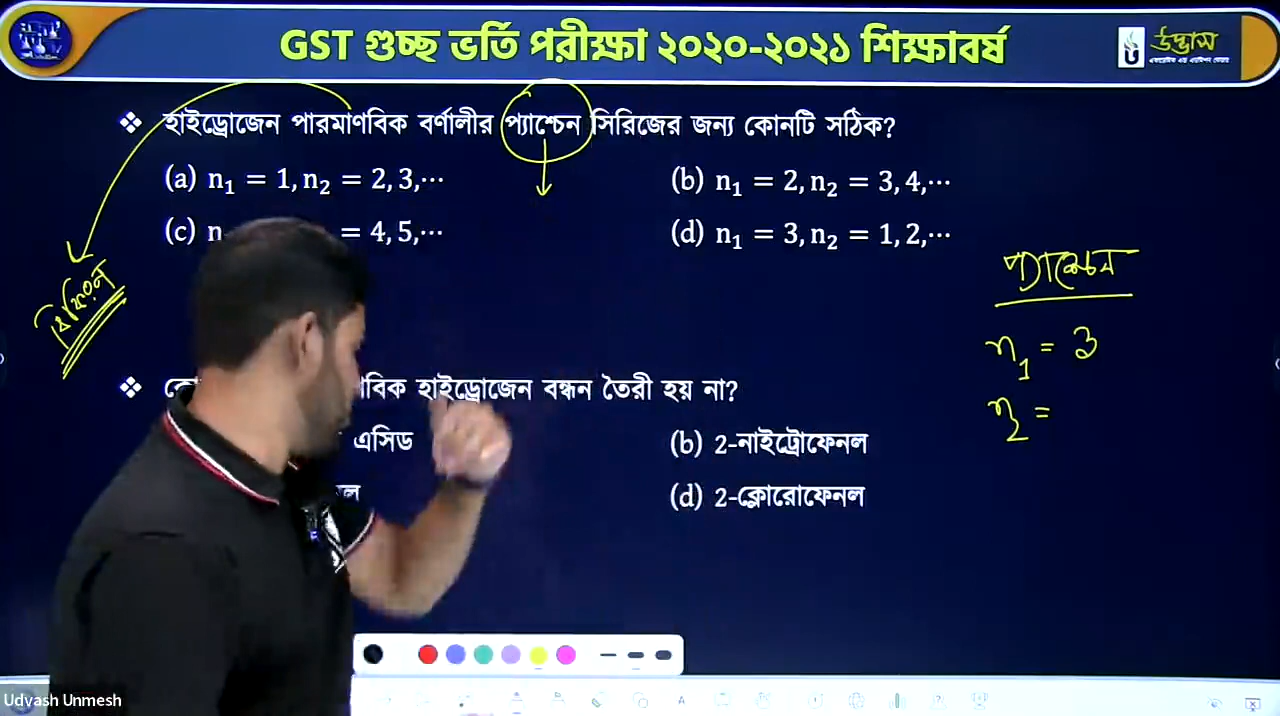 GST গুচ্ছ ভর্তি পরীক্ষা ২০২০-২০২১ শিক্ষাবর্ষ
উদ্ভাস
❖ হাইড্রোজেন পারমাণবিক বর্ণালীর প্যাশ্চেন সিরিজের জন্য কোনটি সঠিক?
(a) n₁ = 1, n₂ = 2, 3,⋯
(b) n₁ = 2, n₂ = 3, 4,⋯
(c) n = 4, 5,⋯
(d) n₁ = 3, n₂ = 1, 2,⋯
প্যাশ্চেন
বিকিরণ
n₁ = 3
n₂ =
❖ হাইড্রোজেন বন্ধন তৈরী হয় না?
এসিড
(b) 2-নাইট্রোফেনল
(d) 2-ক্লোরোফেনল
Udvash Unmesh